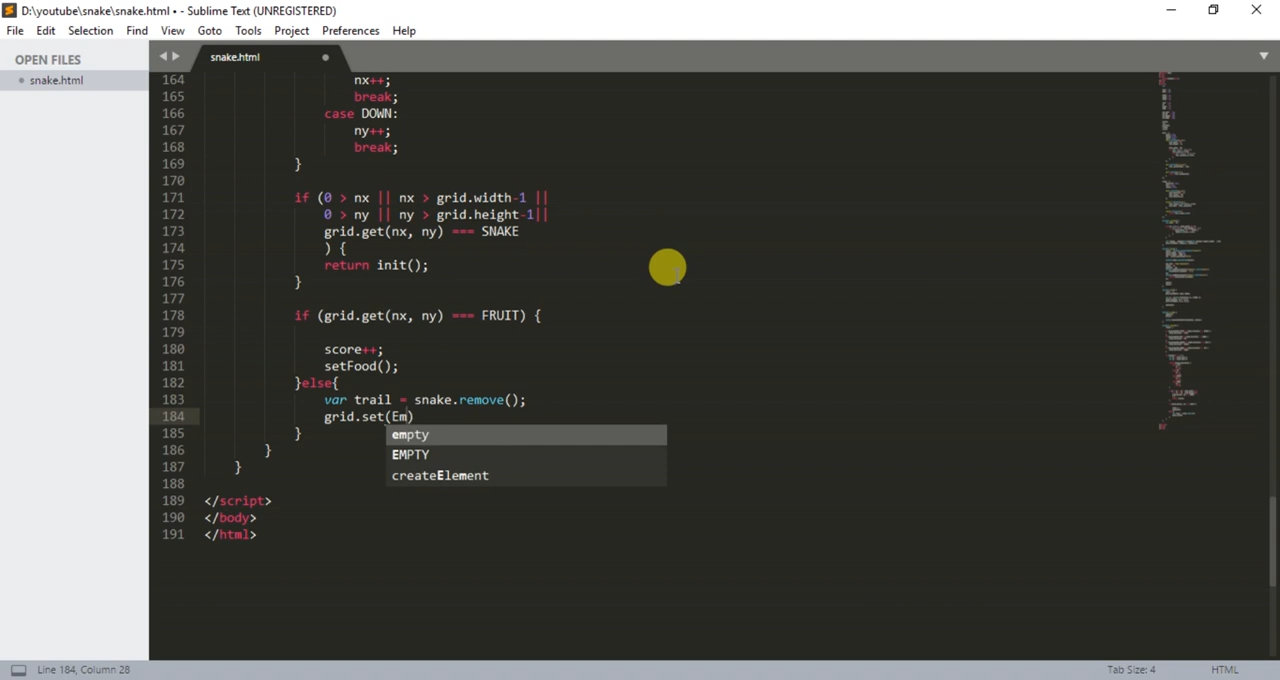 D:\youtube\snake\snake.html • - Sublime Text (UNREGISTERED)
File Edit Selection Find View Goto Tools Project Preferences Help
OPEN FILES
snake.html
snake.html
164 nx++;
165 break;
166 case DOWN:
167 ny++;
168 break;
169 }
170
171 if (0 > nx || nx > grid.width-1 ||
172 0 > ny || ny > grid.height-1||
173 grid.get(nx, ny) === SNAKE
174 ) {
175 return init();
176 }
177
178 if (grid.get(nx, ny) === FRUIT) {
179
180 score++;
181 setFood();
182 }else{
183 var trail = snake.remove();
184 grid.set(Em)
empty
EMPTY
createElement
185 }
186 }
187 }
188
189 </script>
190 </body>
191 </html>
Line 184, Column 28
Tab Size: 4
HTML